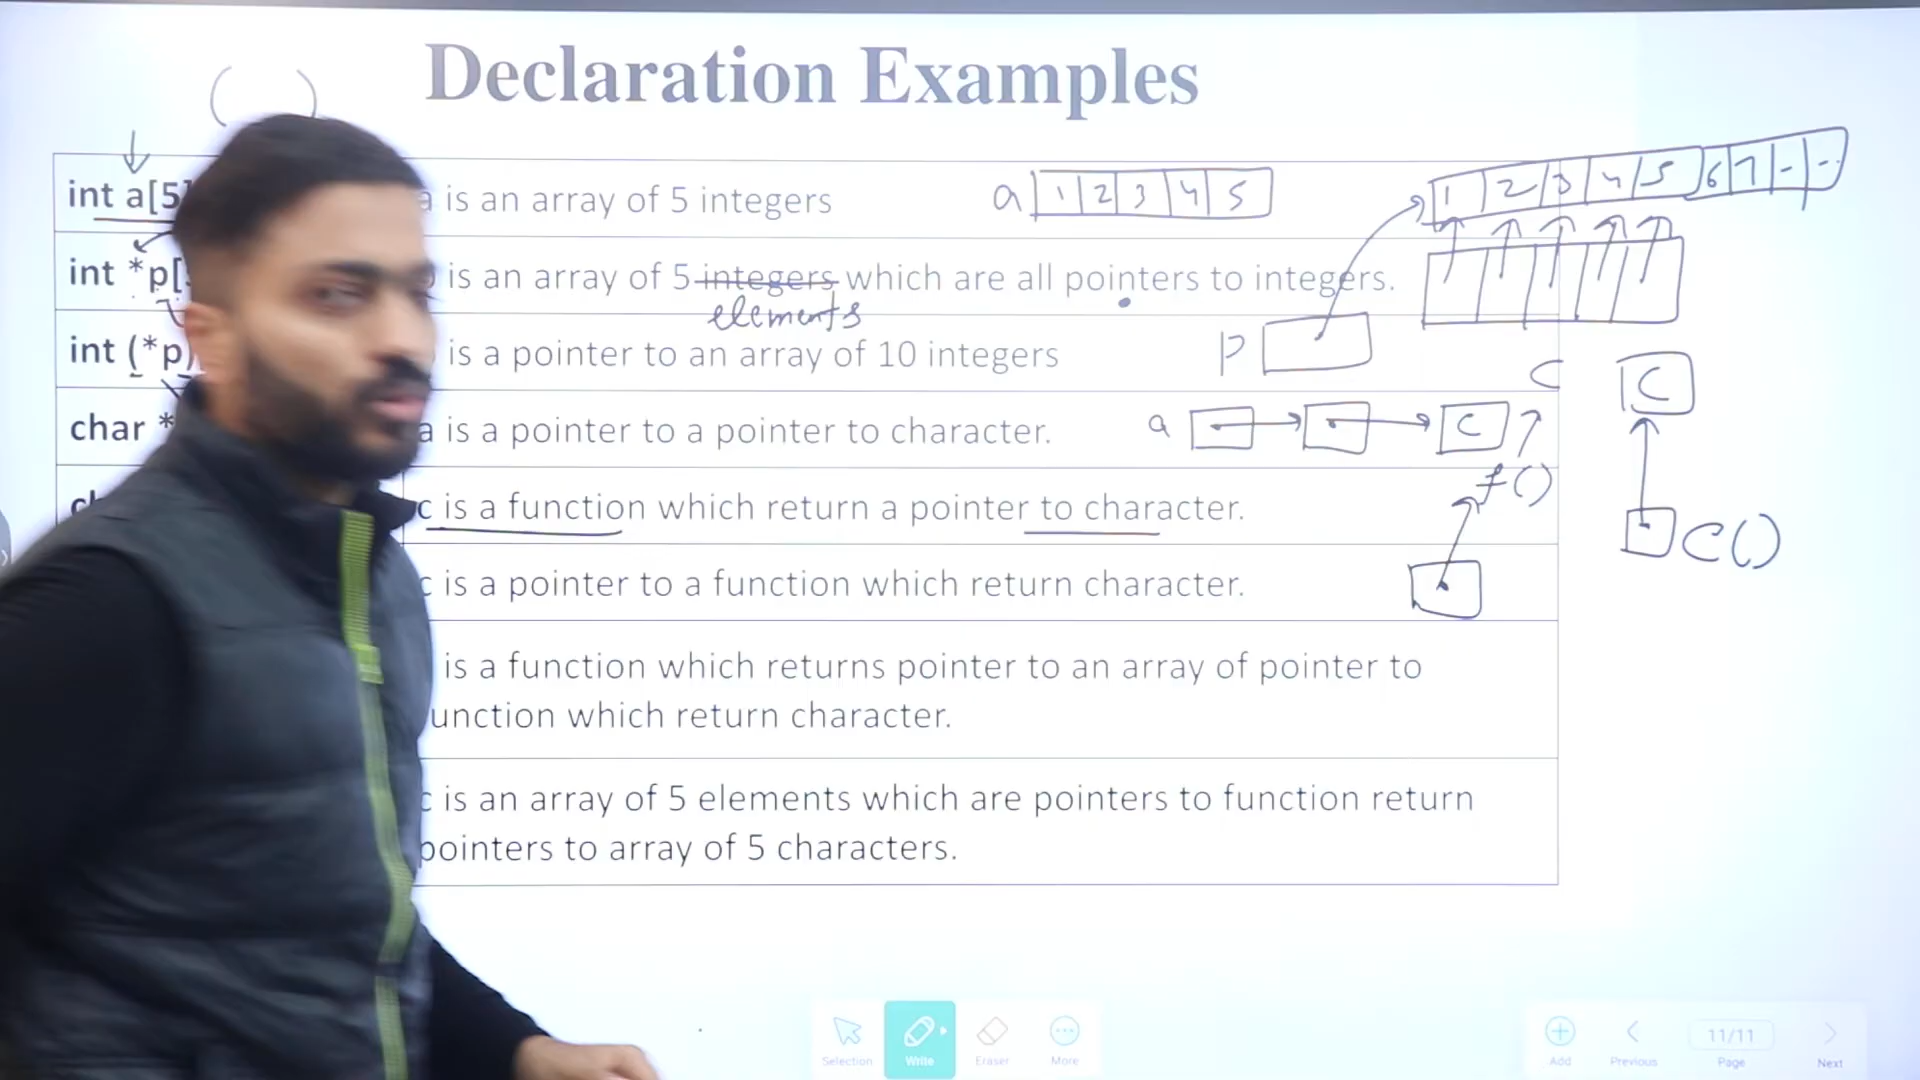 Declaration Examples
int a[5] a is an array of 5 integers a 1 2 3 4 5
1 2 3 4 5 6 7 - --
int *p[ is an array of 5 integers which are all pointers to integers.
elements
int (*p) is a pointer to an array of 10 integers P
char * a is a pointer to a pointer to character. a C
C C
f()
c is a function which return a pointer to character.
C()
c is a pointer to a function which return character.
is a function which returns pointer to an array of pointer to
unction which return character.
c is an array of 5 elements which are pointers to function return
pointers to array of 5 characters.
Selection Write Eraser More Add Previous 11/11 Page Next